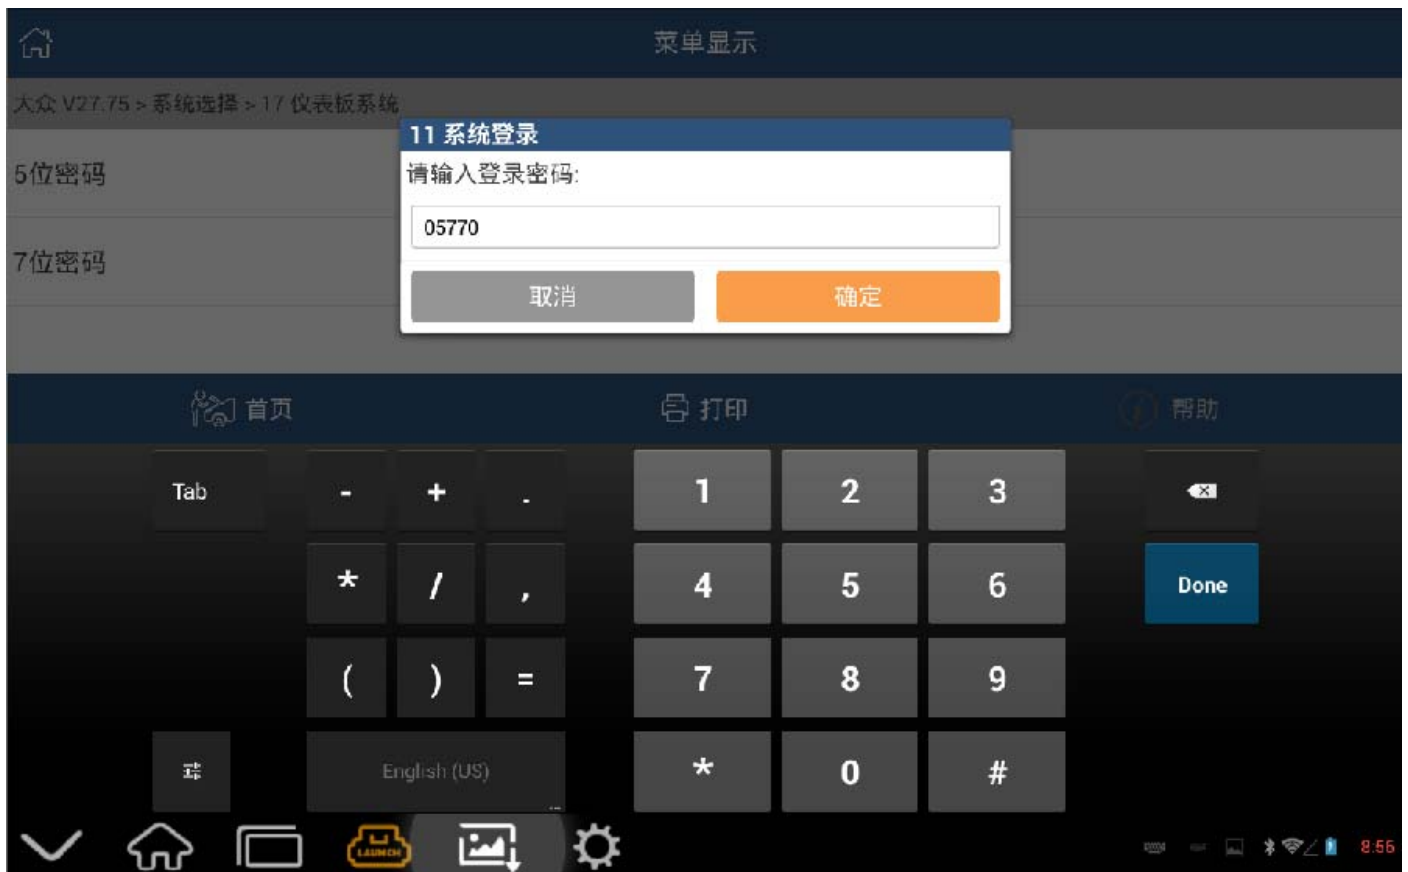 菜单显示
大众 V27.75 > 系统选择 > 17 仪表板系统
11 系统登录
5位密码
请输入登录密码:
05770
7位密码
取消 确定
首页 打印 帮助
Tab - + . 1 2 3
* / , 4 5 6 Done
( ) = 7 8 9
English (US) * 0 #
...
LAUNCH
8:56